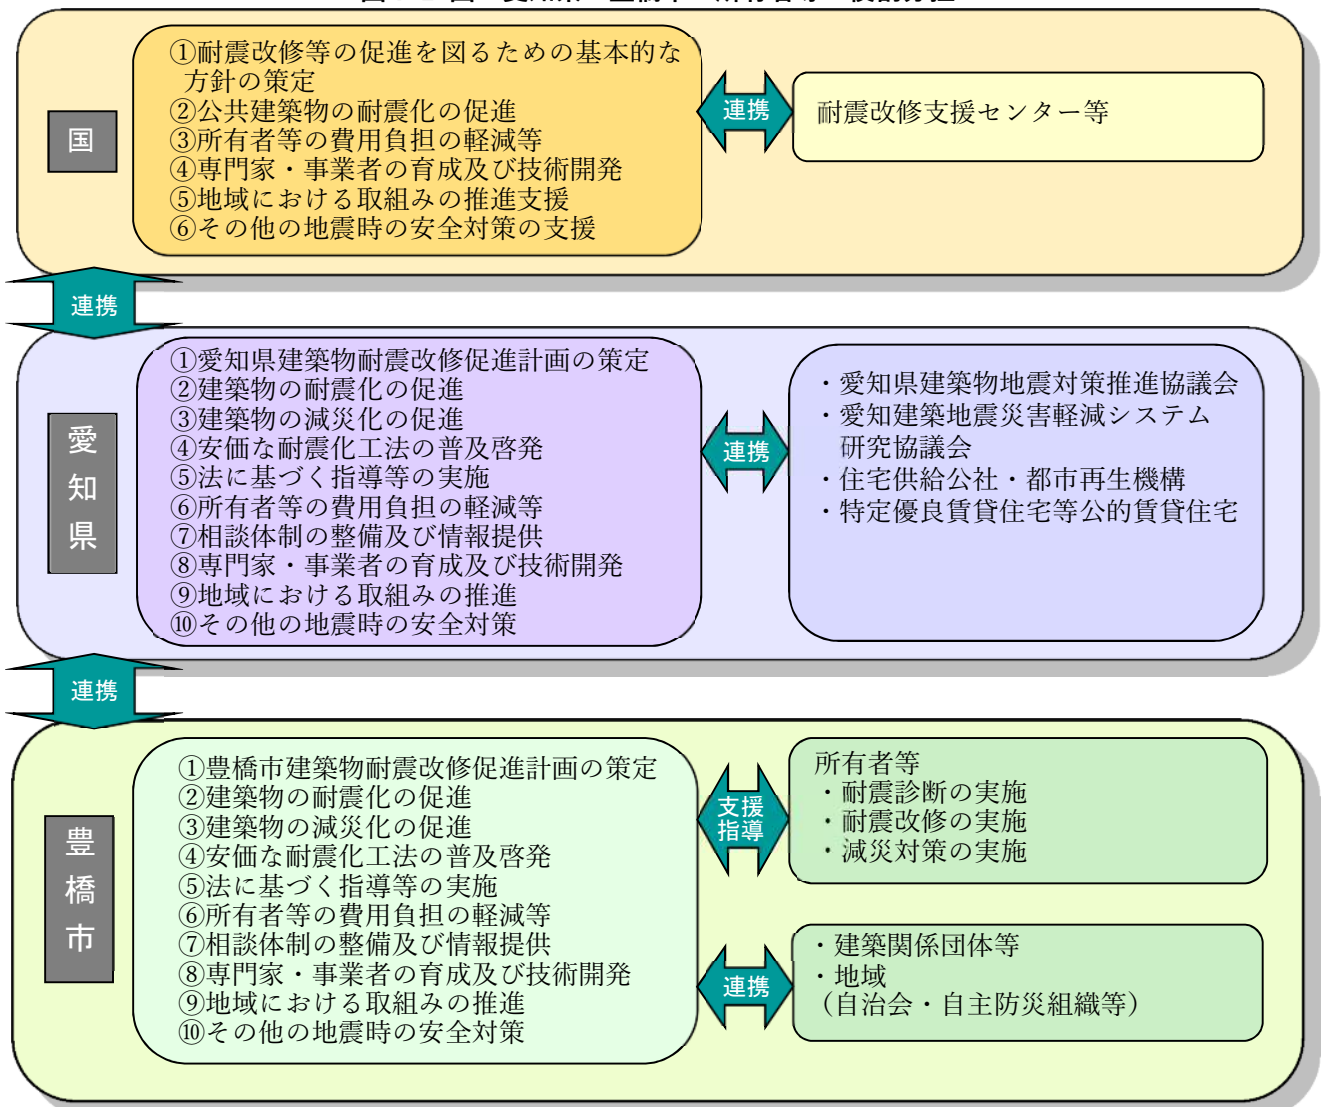 国
①耐震改修等の促進を図るための基本的な
方針の策定
②公共建築物の耐震化の促進
③所有者等の費用負担の軽減等
④専門家・事業者の育成及び技術開発
⑤地域における取組みの推進支援
⑥その他の地震時の安全対策の支援
連携
耐震改修支援センター等
連携
愛知県
①愛知県建築物耐震改修促進計画の策定
②建築物の耐震化の促進
③建築物の減災化の促進
④安価な耐震化工法の普及啓発
⑤法に基づく指導等の実施
⑥所有者等の費用負担の軽減等
⑦相談体制の整備及び情報提供
⑧専門家・事業者の育成及び技術開発
⑨地域における取組みの推進
⑩その他の地震時の安全対策
連携
・愛知県建築物地震対策推進協議会
・愛知建築地震災害軽減システム
研究協議会
・住宅供給公社・都市再生機構
・特定優良賃貸住宅等公的賃貸住宅
連携
豊橋市
①豊橋市建築物耐震改修促進計画の策定
②建築物の耐震化の促進
③建築物の減災化の促進
④安価な耐震化工法の普及啓発
⑤法に基づく指導等の実施
⑥所有者等の費用負担の軽減等
⑦相談体制の整備及び情報提供
⑧専門家・事業者の育成及び技術開発
⑨地域における取組みの推進
⑩その他の地震時の安全対策
支援
指導
所有者等
・耐震診断の実施
・耐震改修の実施
・減災対策の実施
連携
・建築関係団体等
・地域
（自治会・自主防災組織等）